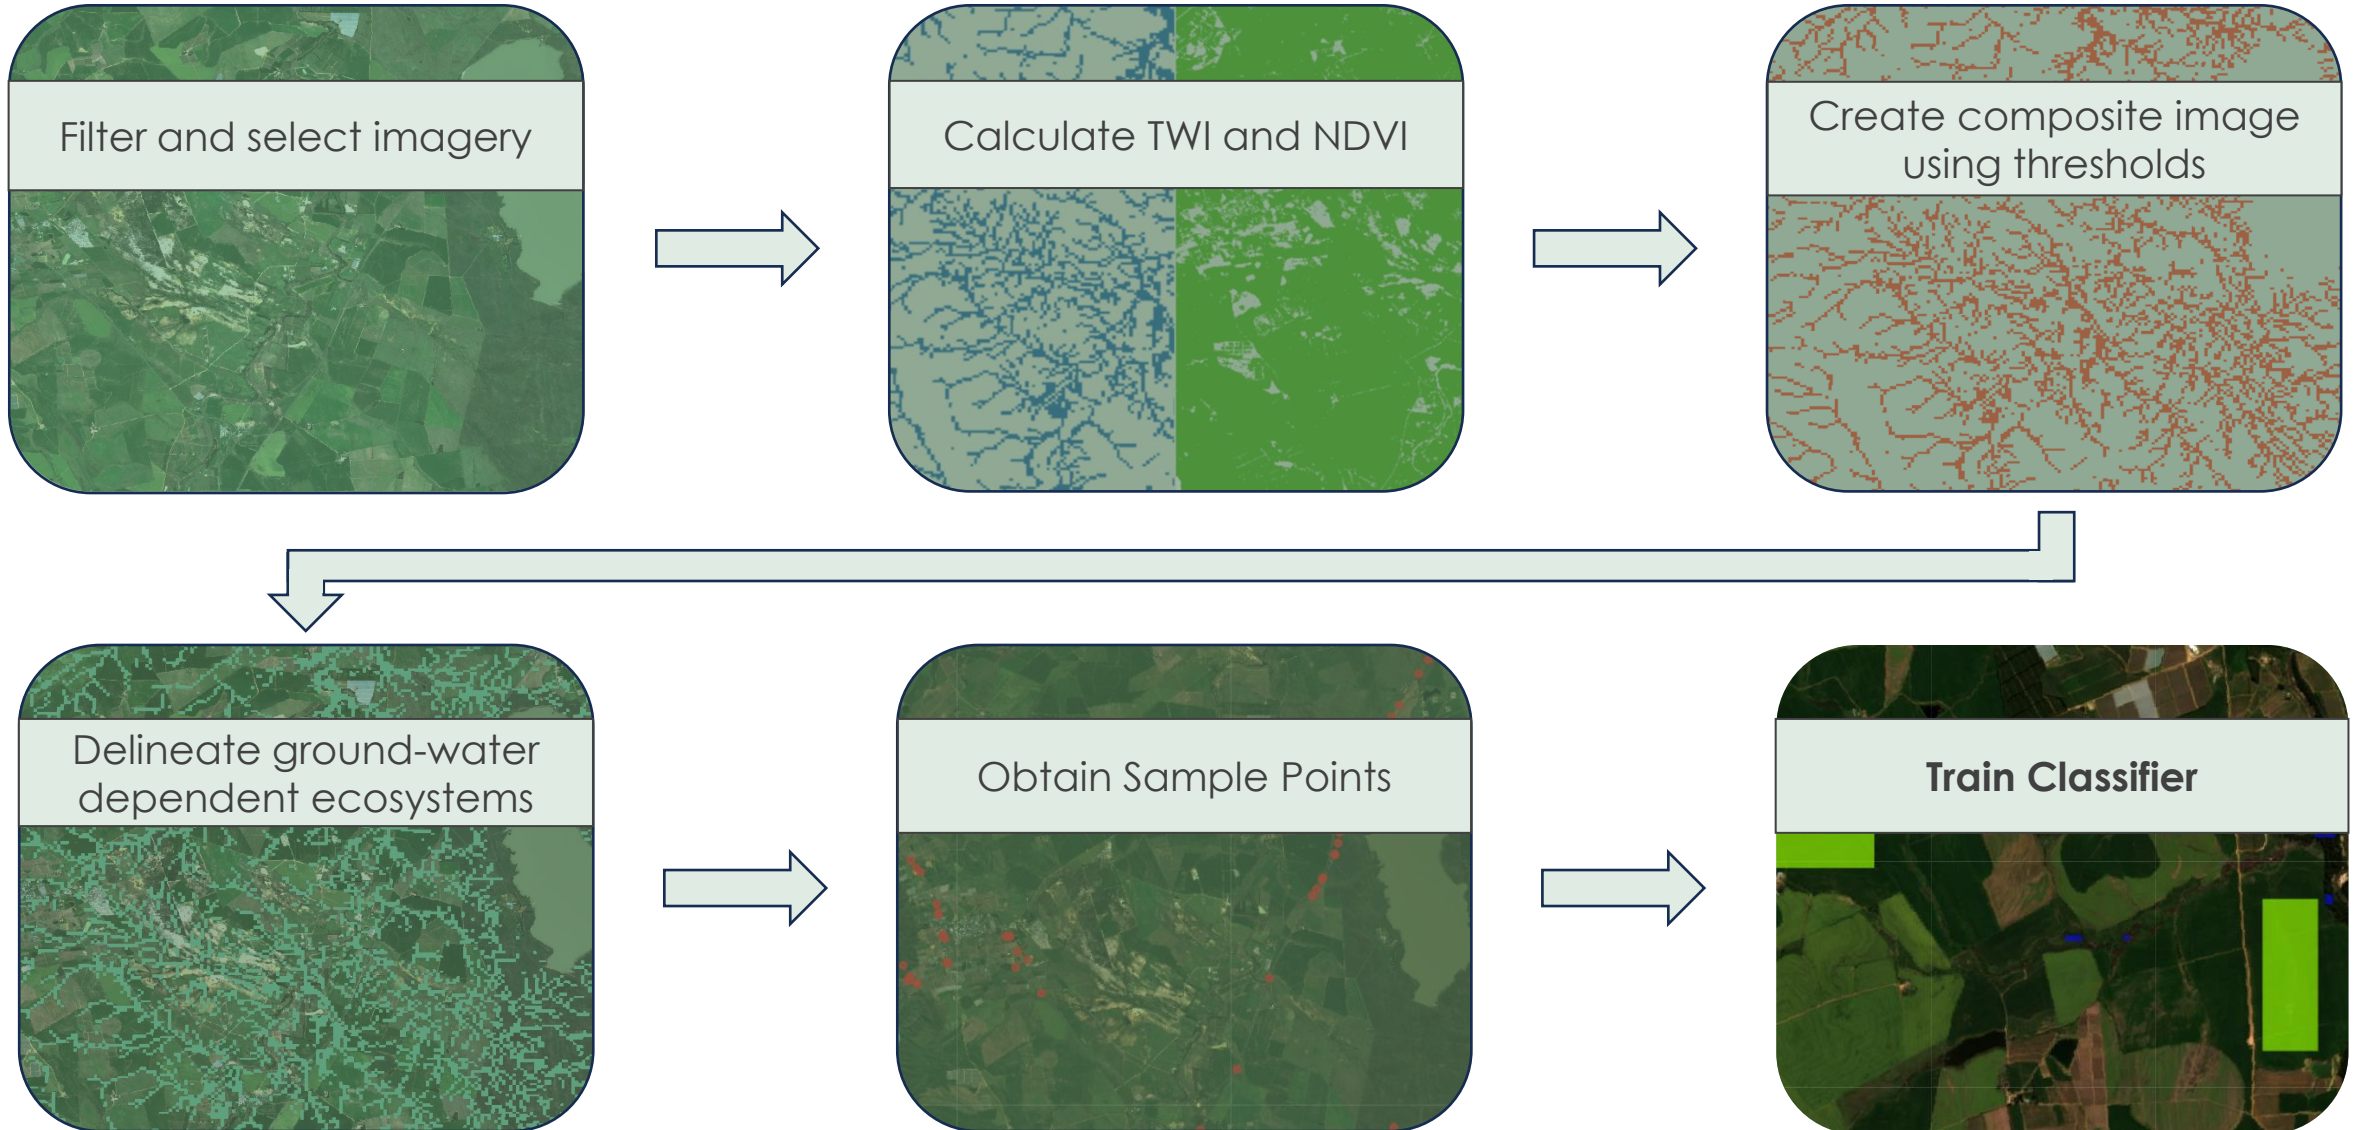 Filter and select imagery
Calculate TWI and NDVI
Create composite image
using thresholds
Delineate ground-water
dependent ecosystems
Obtain Sample Points
Train Classifier